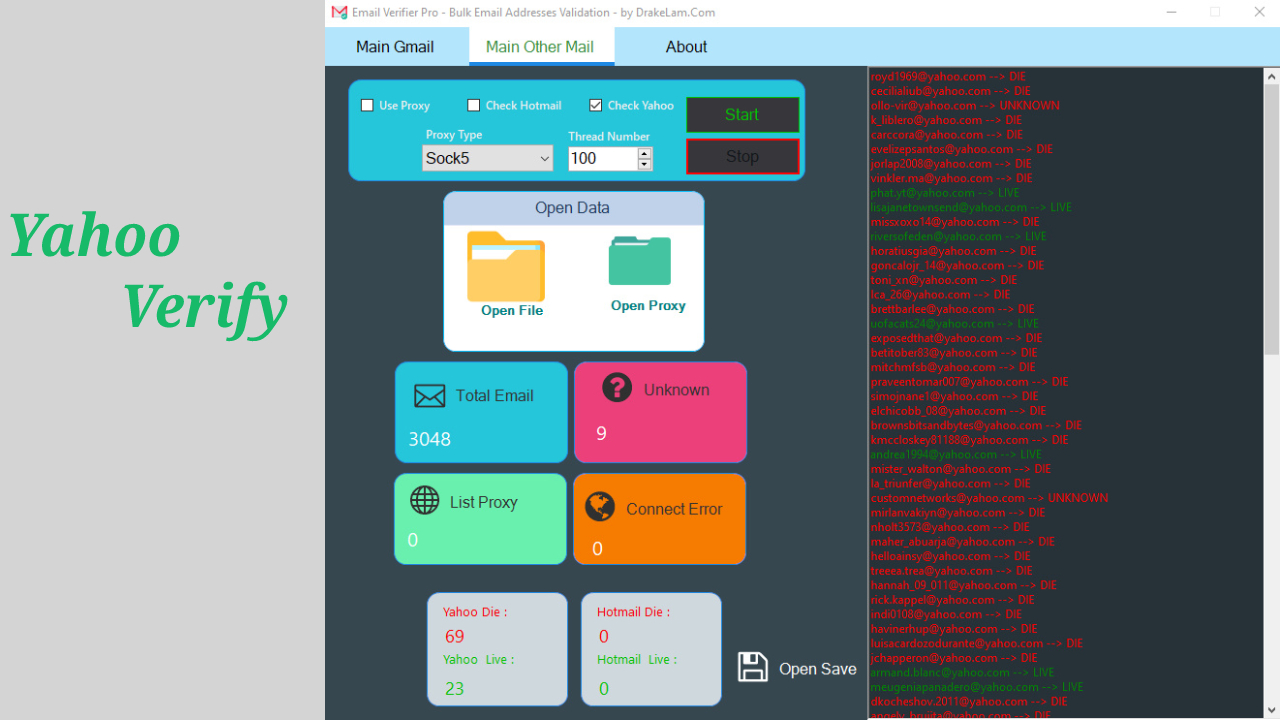 Email Verifier Pro - Bulk Email Addresses Validation - by DrakeLam.Com
Main Gmail
Main Other Mail
About
Yahoo
Verify
Use Proxy
Check Hotmail
Check Yahoo
Start
Proxy Type
Thread Number
Sock5
100
Stop
Open Data
Open File
Open Proxy
Total Email
3048
Unknown
9
List Proxy
0
Connect Error
0
Yahoo Die :
69
Yahoo Live :
23
Hotmail Die :
0
Hotmail Live :
0
Open Save
royd1969@yahoo.com --> DIE
cecilialiub@yahoo.com --> DIE
ollo-vir@yahoo.com --> UNKNOWN
k_liblero@yahoo.com --> DIE
carccora@yahoo.com --> DIE
evelizepsantos@yahoo.com --> DIE
jorlap2008@yahoo.com --> DIE
vinkler.ma@yahoo.com --> DIE
phat.yt@yahoo.com --> LIVE
lisajanetownsend@yahoo.com --> LIVE
missxoxo14@yahoo.com --> DIE
riversofeden@yahoo.com --> LIVE
horatiusgia@yahoo.com --> DIE
goncalojr_14@yahoo.com --> DIE
toni_xn@yahoo.com --> DIE
lca_26@yahoo.com --> DIE
brettbarlee@yahoo.com --> DIE
uofacats24@yahoo.com --> LIVE
exposedthat@yahoo.com --> DIE
betitober83@yahoo.com --> DIE
mitchmfsb@yahoo.com --> DIE
praveentomar007@yahoo.com --> DIE
simojnane1@yahoo.com --> DIE
elchicobb_08@yahoo.com --> DIE
brownsbitsandbytes@yahoo.com --> DIE
kmccloskey81188@yahoo.com --> DIE
andrea1994@yahoo.com --> LIVE
mister_walton@yahoo.com --> DIE
la_triunfer@yahoo.com --> DIE
customnetworks@yahoo.com --> UNKNOWN
mirlanvakiyn@yahoo.com --> DIE
nholt3573@yahoo.com --> DIE
maher_abuarja@yahoo.com --> DIE
helloainsy@yahoo.com --> DIE
treeea.trea@yahoo.com --> DIE
hannah_09_011@yahoo.com --> DIE
rick.kappel@yahoo.com --> DIE
indi0108@yahoo.com --> DIE
havinerhup@yahoo.com --> DIE
luisacardozodurante@yahoo.com --> DIE
jchapperon@yahoo.com --> DIE
armand.blanc@yahoo.com --> LIVE
meugeniapanadero@yahoo.com --> LIVE
dkocheshov.2011@yahoo.com --> DIE
angely_brujita@yahoo.com --> DIE